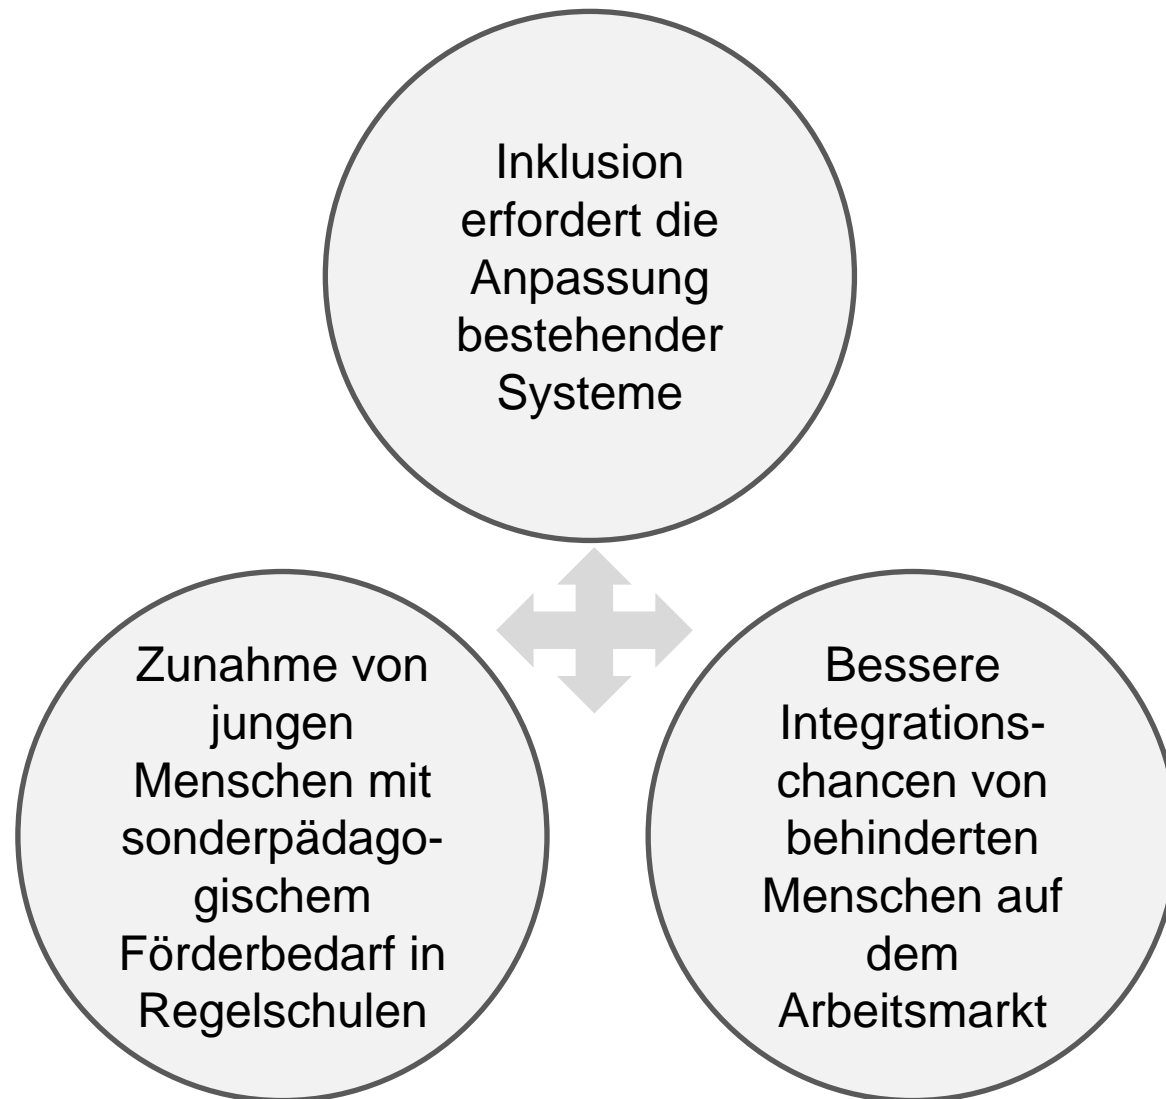 Inklusion
erfordert die
Anpassung
bestehender
Systeme
Zunahme von
jungen
Menschen mit
sonderpädago-
gischem
Förderbedarf in
Regelschulen
Bessere
Integrations-
chancen von
behinderten
Menschen auf
dem
Arbeitsmarkt